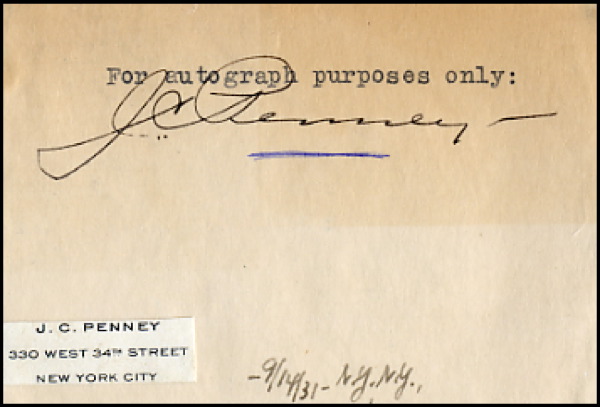 For autograph purposes only:
J C Penney
J. C. PENNEY
330 WEST 34TH STREET
NEW YORK CITY
-9/14/31- N.Y., N.Y.,